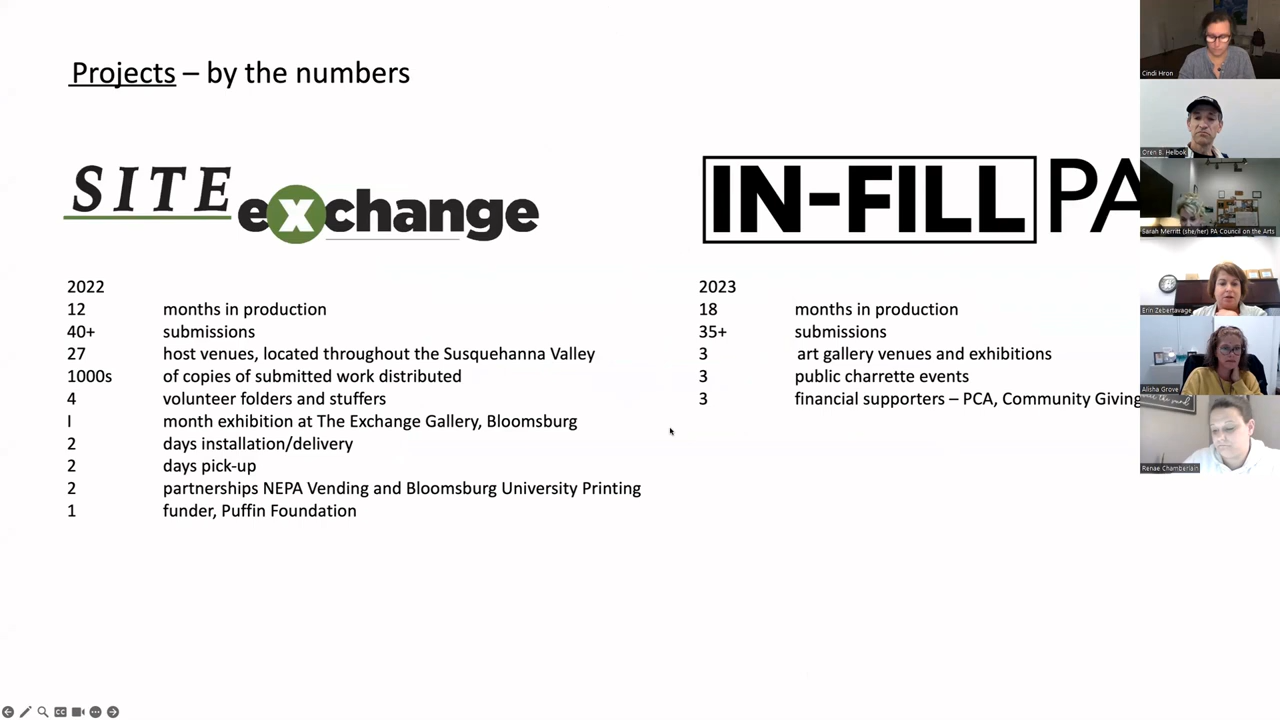 Projects – by the numbers
SITE exchange
2022
12 months in production
40+ submissions
27 host venues, located throughout the Susquehanna Valley
1000s of copies of submitted work distributed
4 volunteer folders and stuffers
I month exhibition at The Exchange Gallery, Bloomsburg
2 days installation/delivery
2 days pick-up
2 partnerships NEPA Vending and Bloomsburg University Printing
1 funder, Puffin Foundation
IN-FILL PA
2023
18 months in production
35+ submissions
3 art gallery venues and exhibitions
3 public charrette events
3 financial supporters – PCA, Community Giving
Cindi Hron
Oren B. Helbok
Sarah Merritt (she/her) PA Council on the Arts
Erin Zebertavage
Alisha Grove
Renae Chamberlain